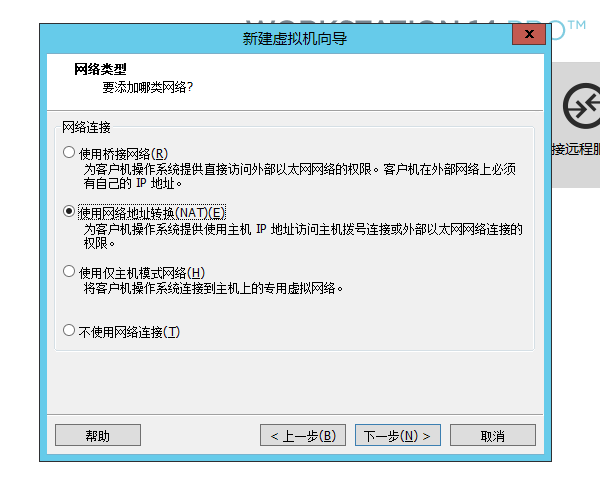 WORKSTATION 14 PRO™
新建虚拟机向导
x
网络类型
要添加哪类网络?
网络连接
使用桥接网络(R)
为客户机操作系统提供直接访问外部以太网网络的权限。客户机在外部网络上必须
有自己的 IP 地址。
使用网络地址转换(NAT)(E)
为客户机操作系统提供使用主机 IP 地址访问主机拨号连接或外部以太网网络连接的
权限。
使用仅主机模式网络(H)
将客户机操作系统连接到主机上的专用虚拟网络。
不使用网络连接(T)
接远程服
帮助
< 上一步(B)
下一步(N) >
取消